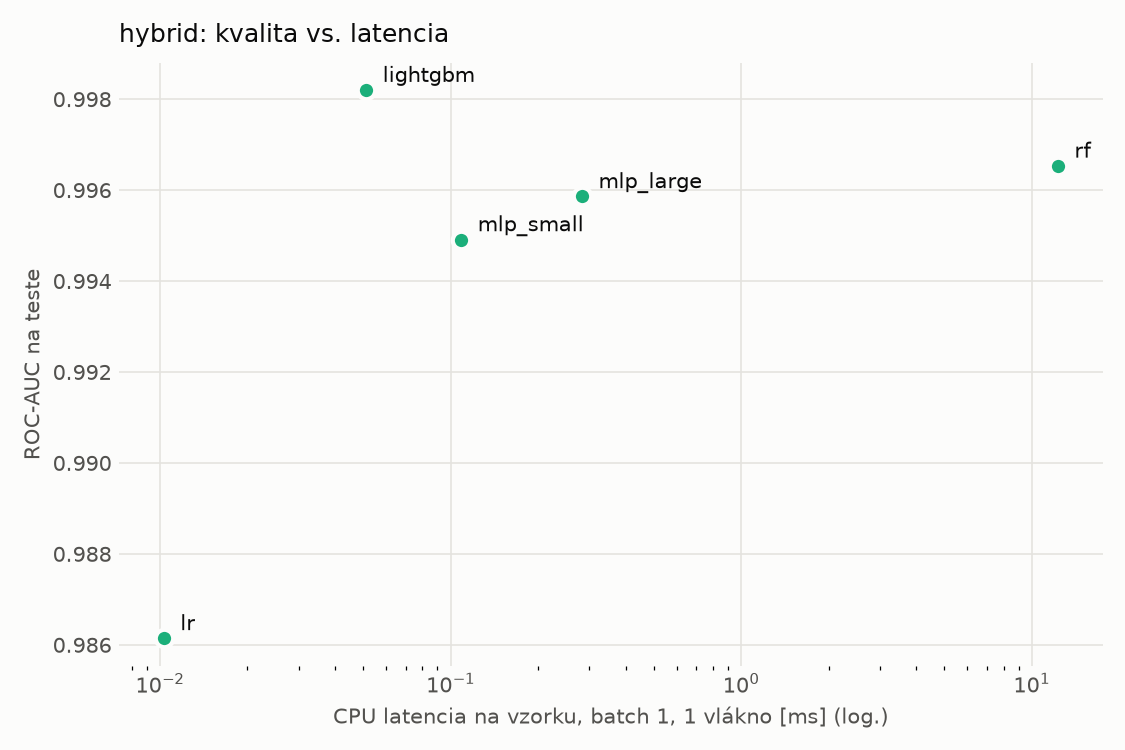 hybrid: kvalita vs. latencia
lightgbm
0.998
rf
mlp_large
0.996
mlp_small
0.994
0.992
0.990
0.988
lr
0.986
ROC-AUC na teste
10⁻² 10⁻¹ 10⁰ 10¹
CPU latencia na vzorku, batch 1, 1 vlákno [ms] (log.)